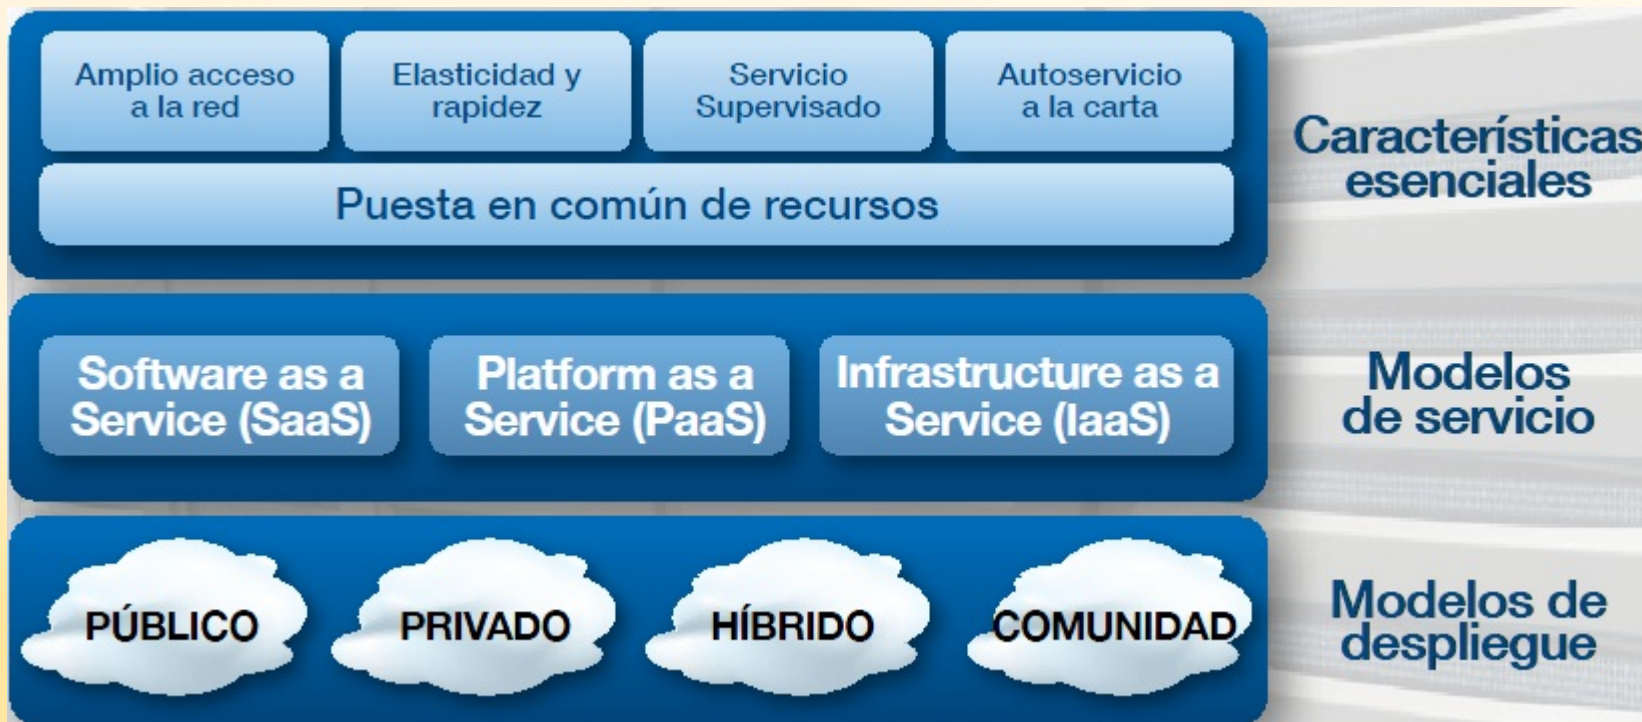 Amplio acceso
a la red
Elasticidad y
rapidez
Servicio
Supervisado
Autoservicio
a la carta
Puesta en común de recursos
Características
esenciales
Software as a
Service (SaaS)
Platform as a
Service (PaaS)
Infrastructure as a
Service (IaaS)
Modelos
de servicio
PÚBLICO
PRIVADO
HÍBRIDO
COMUNIDAD
Modelos de
despliegue